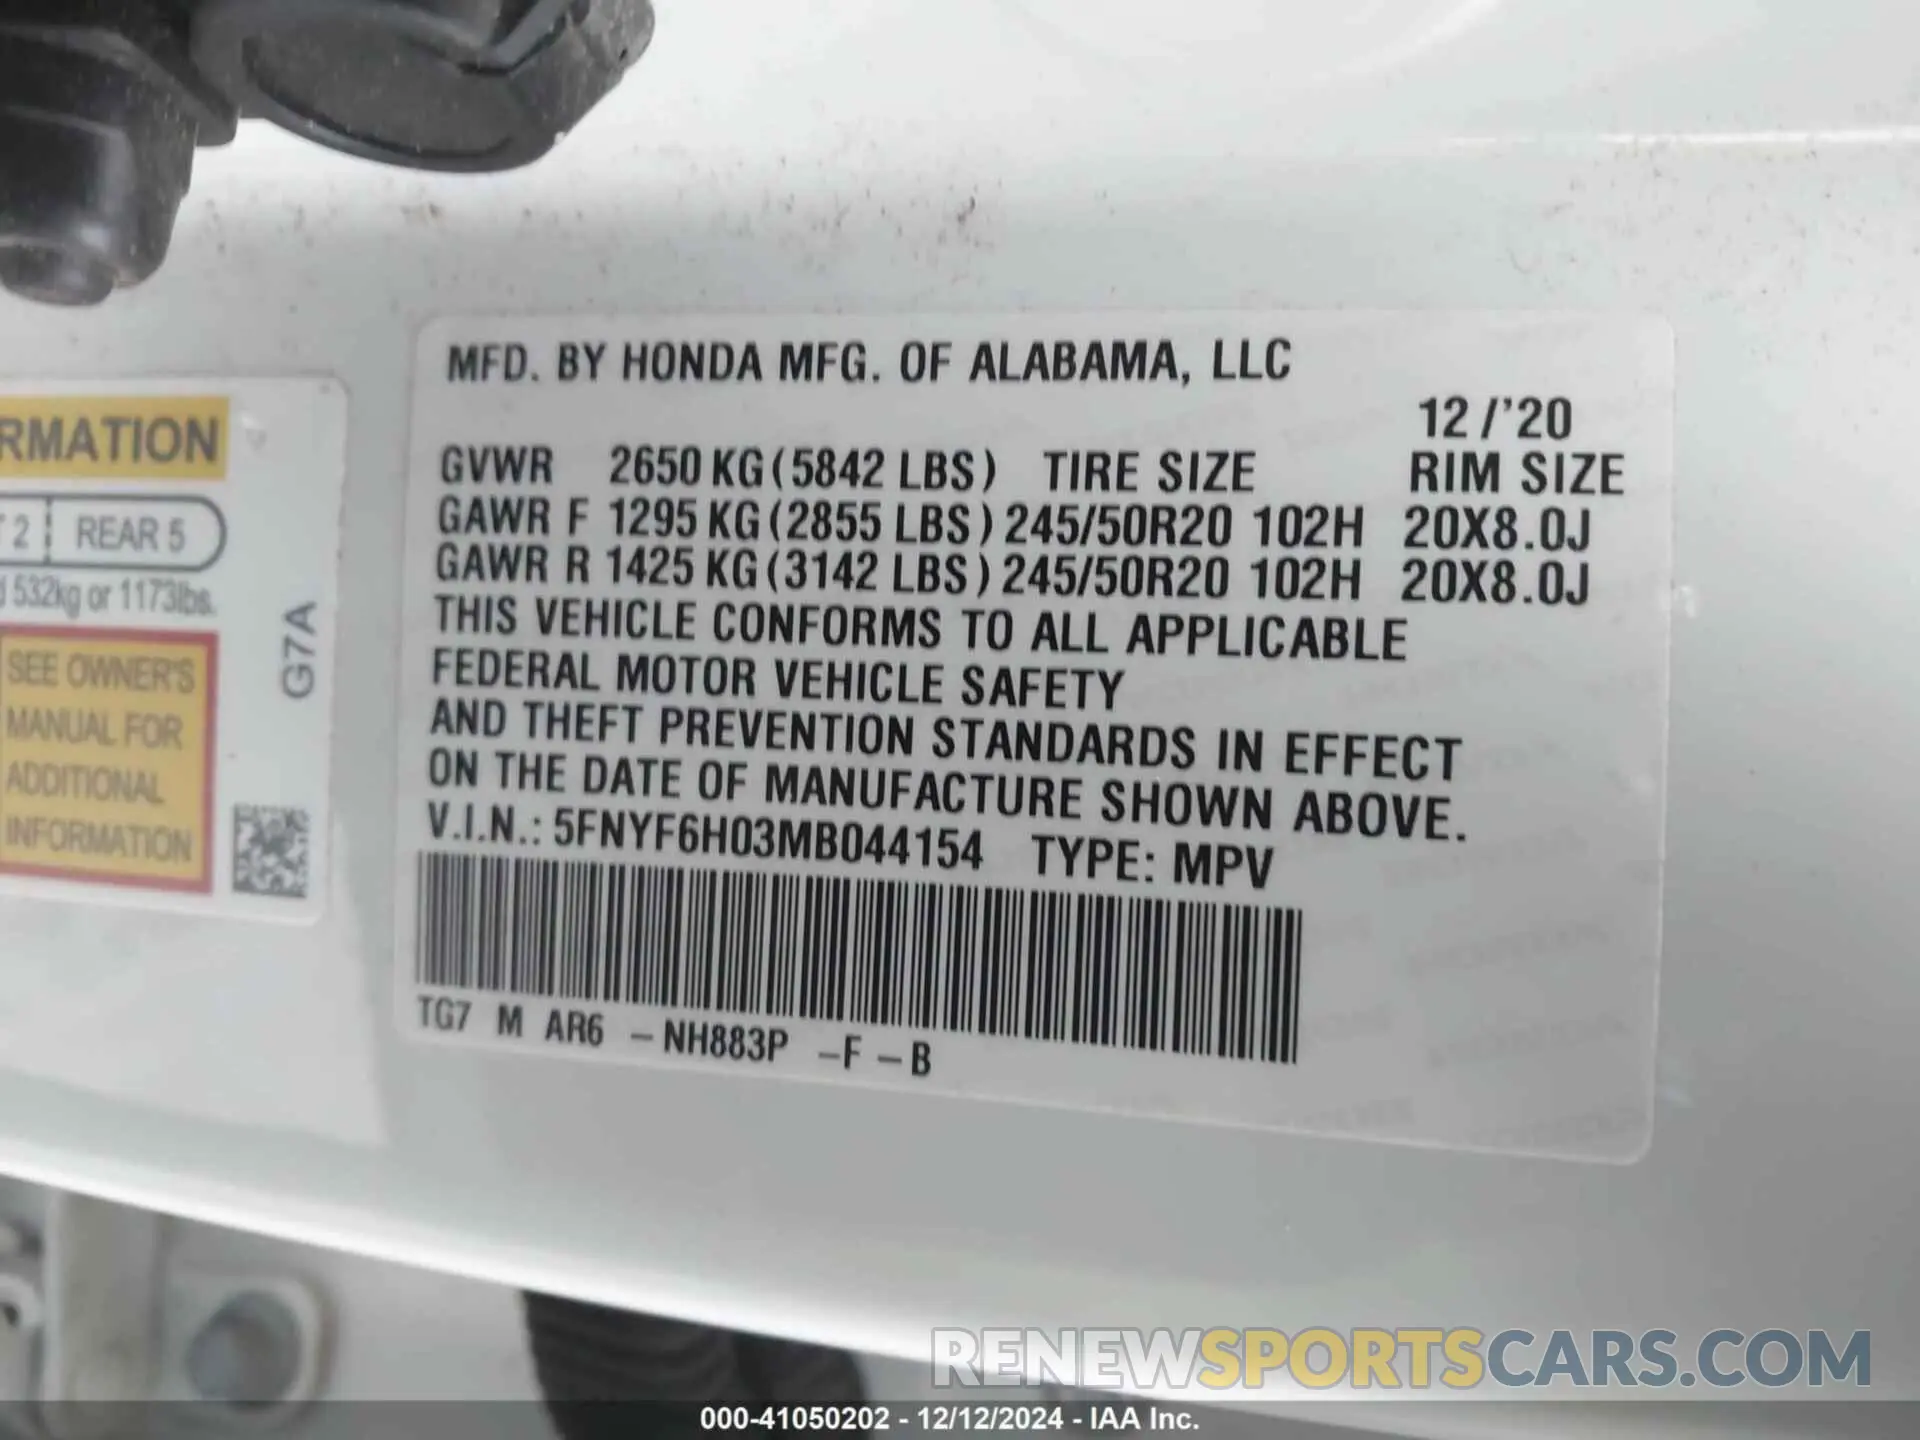 MFD. BY HONDA MFG. OF ALABAMA, LLC
12/'20
GVWR 2650 KG (5842 LBS) TIRE SIZE RIM SIZE
GAWR F 1295 KG (2855 LBS) 245/50R20 102H 20X8.0J
GAWR R 1425 KG (3142 LBS) 245/50R20 102H 20X8.0J
THIS VEHICLE CONFORMS TO ALL APPLICABLE
FEDERAL MOTOR VEHICLE SAFETY
AND THEFT PREVENTION STANDARDS IN EFFECT
ON THE DATE OF MANUFACTURE SHOWN ABOVE.
V.I.N.: 5FNYF6H03MB044154 TYPE: MPV
TG7 M AR6 – NH883P – F – B
RMATION
T 2 REAR 5
d 532kg or 1173lbs.
SEE OWNER'S
MANUAL FOR
ADDITIONAL
INFORMATION
G7A
RENEWSPORTSCARS.COM
000-41050202 - 12/12/2024 - IAA Inc.